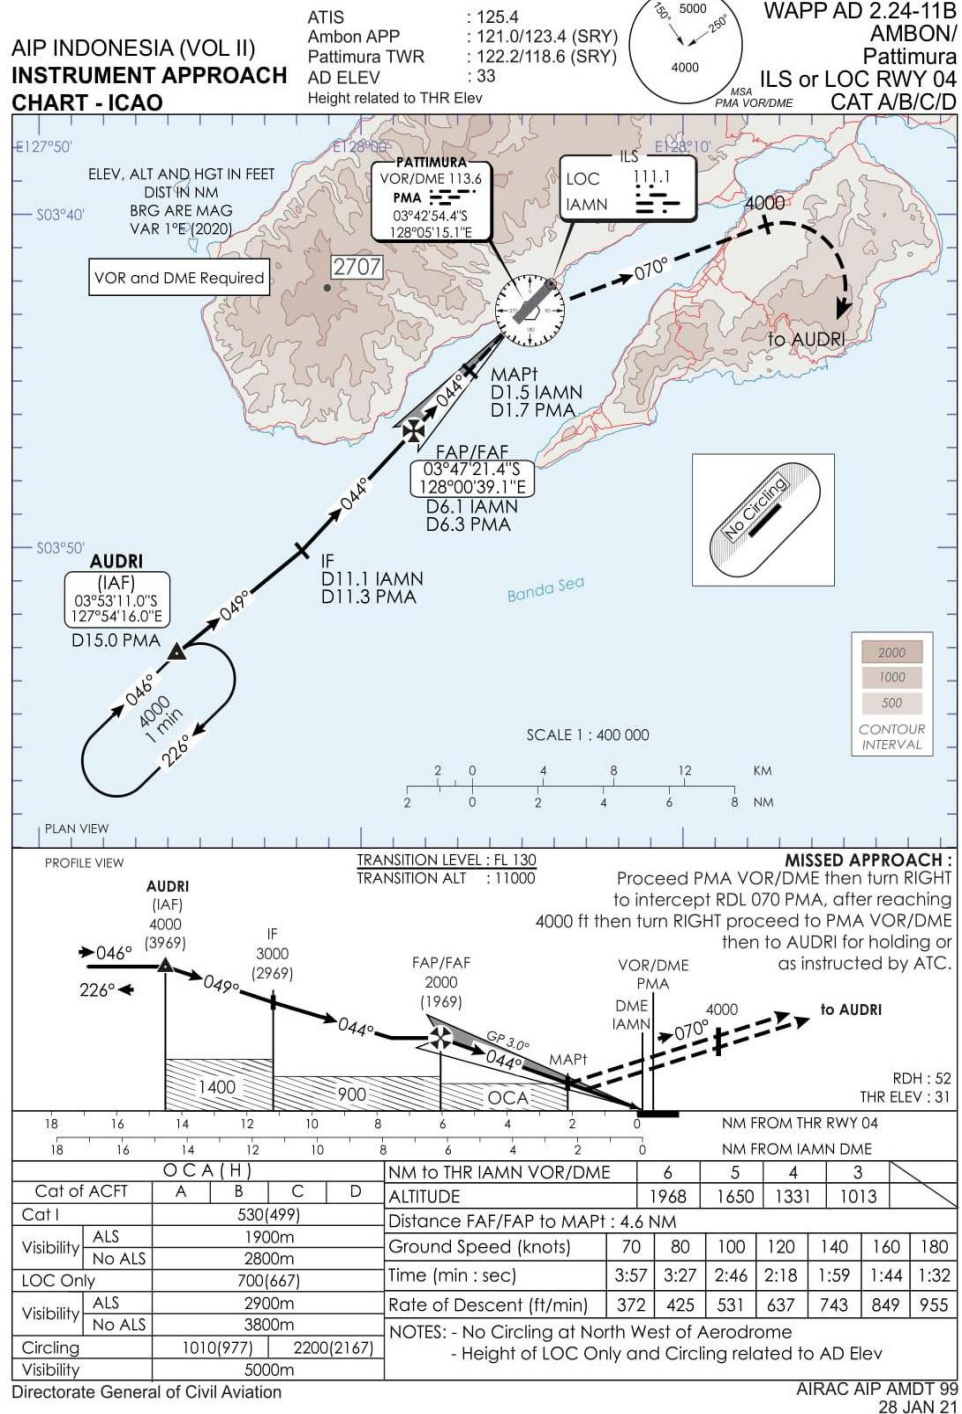 AIP INDONESIA (VOL II)
INSTRUMENT APPROACH
CHART - ICAO
ATIS : 125.4
Ambon APP : 121.0/123.4 (SRY)
Pattimura TWR : 122.2/118.6 (SRY)
AD ELEV : 33
Height related to THR Elev
150°
5000
250°
4000
MSA
PMA VOR/DME
WAPP AD 2.24-11B
AMBON/
Pattimura
ILS or LOC RWY 04
CAT A/B/C/D
E127°50'
E128°00'
E128°10'
ELEV, ALT AND HGT IN FEET
DIST IN NM
BRG ARE MAG
VAR 1°E (2020)
VOR and DME Required
S03°40'
2707
PATTIMURA
VOR/DME 113.6
PMA
03°42'54.4"S
128°05'15.1"E
ILS
LOC 111.1
IAMN
4000
070°
to AUDRI
MAPt
D1.5 IAMN
D1.7 PMA
044°
FAP/FAF
03°47'21.4"S
128°00'39.1"E
D6.1 IAMN
D6.3 PMA
044°
No Circling
S03°50'
IF
D11.1 IAMN
D11.3 PMA
Banda Sea
AUDRI
(IAF)
03°53'11.0"S
127°54'16.0"E
D15.0 PMA
049°
046°
4000
1 min
226°
2000
1000
500
CONTOUR
INTERVAL
SCALE 1 : 400 000
2 0 4 8 12 KM
2 0 2 4 6 8 NM
PLAN VIEW
PROFILE VIEW
TRANSITION LEVEL : FL 130
TRANSITION ALT : 11000
MISSED APPROACH :
Proceed PMA VOR/DME then turn RIGHT
to intercept RDL 070 PMA, after reaching
4000 ft then turn RIGHT proceed to PMA VOR/DME
then to AUDRI for holding or
as instructed by ATC.
AUDRI
(IAF)
4000
(3969)
046°
226°
049°
IF
3000
(2969)
044°
FAP/FAF
2000
(1969)
GP 3.0°
044°
MAPt
VOR/DME
PMA
DME
IAMN
070°
4000
to AUDRI
1400
900
OCA
RDH : 52
THR ELEV : 31
18 16 14 12 10 8 6 4 2 0 NM FROM THR RWY 04
18 16 14 12 10 8 6 4 2 0 NM FROM IAMN DME
O C A ( H )
Cat of ACFT A B C D
Cat I 530(499)
Visibility ALS 1900m
No ALS 2800m
LOC Only 700(667)
Visibility ALS 2900m
No ALS 3800m
Circling 1010(977) 2200(2167)
Visibility 5000m
NM to THR IAMN VOR/DME 6 5 4 3
ALTITUDE 1968 1650 1331 1013
Distance FAF/FAP to MAPt : 4.6 NM
Ground Speed (knots) 70 80 100 120 140 160 180
Time (min : sec) 3:57 3:27 2:46 2:18 1:59 1:44 1:32
Rate of Descent (ft/min) 372 425 531 637 743 849 955
NOTES: - No Circling at North West of Aerodrome
- Height of LOC Only and Circling related to AD Elev
Directorate General of Civil Aviation
AIRAC AIP AMDT 99
28 JAN 21